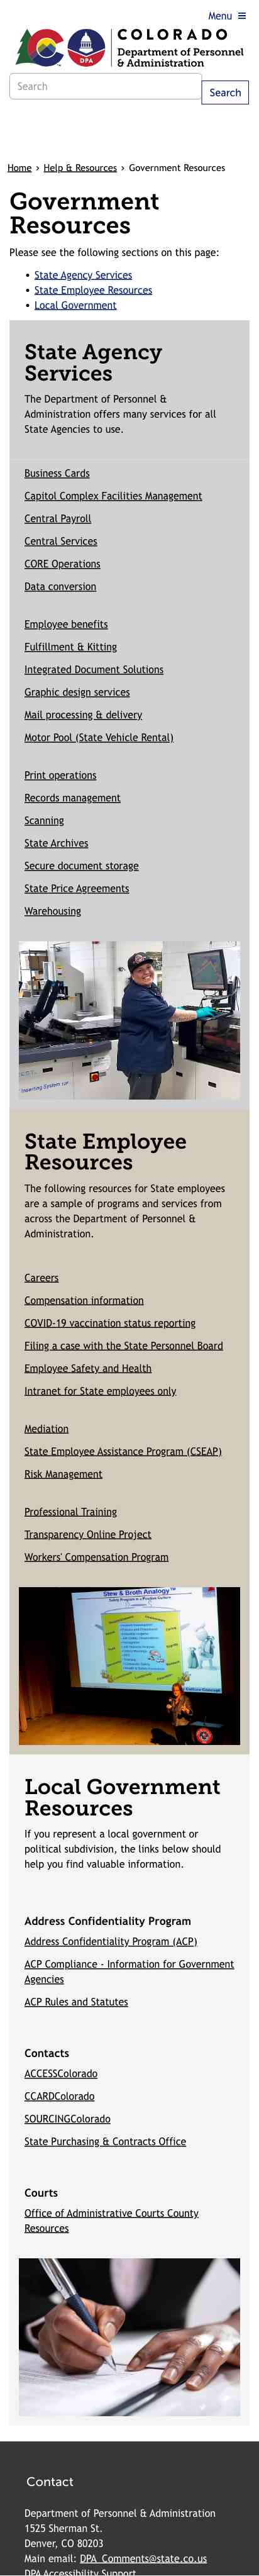 Menu ≡
COLORADO
Department of Personnel
& Administration
DPA
Search
Search
Home › Help & Resources › Government Resources
Government
Resources
Please see the following sections on this page:
• State Agency Services
• State Employee Resources
• Local Government
State Agency
Services
The Department of Personnel &
Administration offers many services for all
State Agencies to use.
Business Cards
Capitol Complex Facilities Management
Central Payroll
Central Services
CORE Operations
Data conversion
Employee benefits
Fulfillment & Kitting
Integrated Document Solutions
Graphic design services
Mail processing & delivery
Motor Pool (State Vehicle Rental)
Print operations
Records management
Scanning
State Archives
Secure document storage
State Price Agreements
Warehousing
Inserting System
State Employee
Resources
The following resources for State employees
are a sample of programs and services from
across the Department of Personnel &
Administration.
Careers
Compensation information
COVID-19 vaccination status reporting
Filing a case with the State Personnel Board
Employee Safety and Health
Intranet for State employees only
Mediation
State Employee Assistance Program (CSEAP)
Risk Management
Professional Training
Transparency Online Project
Workers' Compensation Program
Stew & Broth Analogy
Local Government
Resources
If you represent a local government or
political subdivision, the links below should
help you find valuable information.
Address Confidentiality Program
Address Confidentiality Program (ACP)
ACP Compliance - Information for Government
Agencies
ACP Rules and Statutes
Contacts
ACCESSColorado
CCARDColorado
SOURCINGColorado
State Purchasing & Contracts Office
Courts
Office of Administrative Courts County
Resources
Contact
Department of Personnel & Administration
1525 Sherman St.
Denver, CO 80203
Main email: DPA_Comments@state.co.us
DPA Accessibility Support